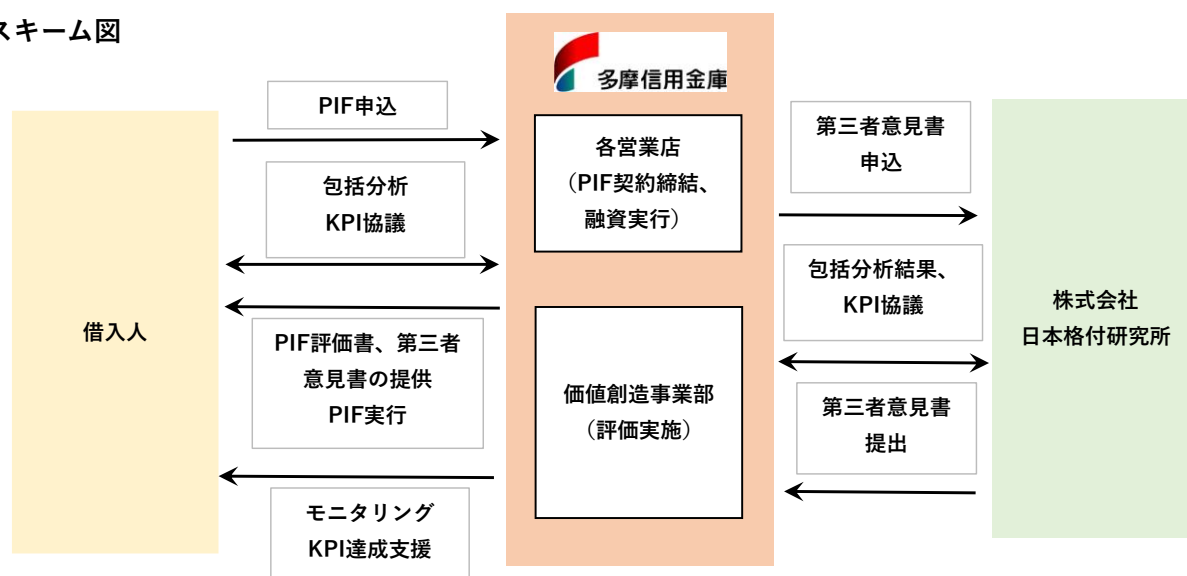 スキーム図
多摩信用金庫
借入人
PIF申込
包括分析
KPI協議
PIF評価書、第三者
意見書の提供
PIF実行
モニタリング
KPI達成支援
各営業店
（PIF契約締結、
融資実行）
価値創造事業部
（評価実施）
第三者意見書
申込
包括分析結果、
KPI協議
第三者意見書
提出
株式会社
日本格付研究所